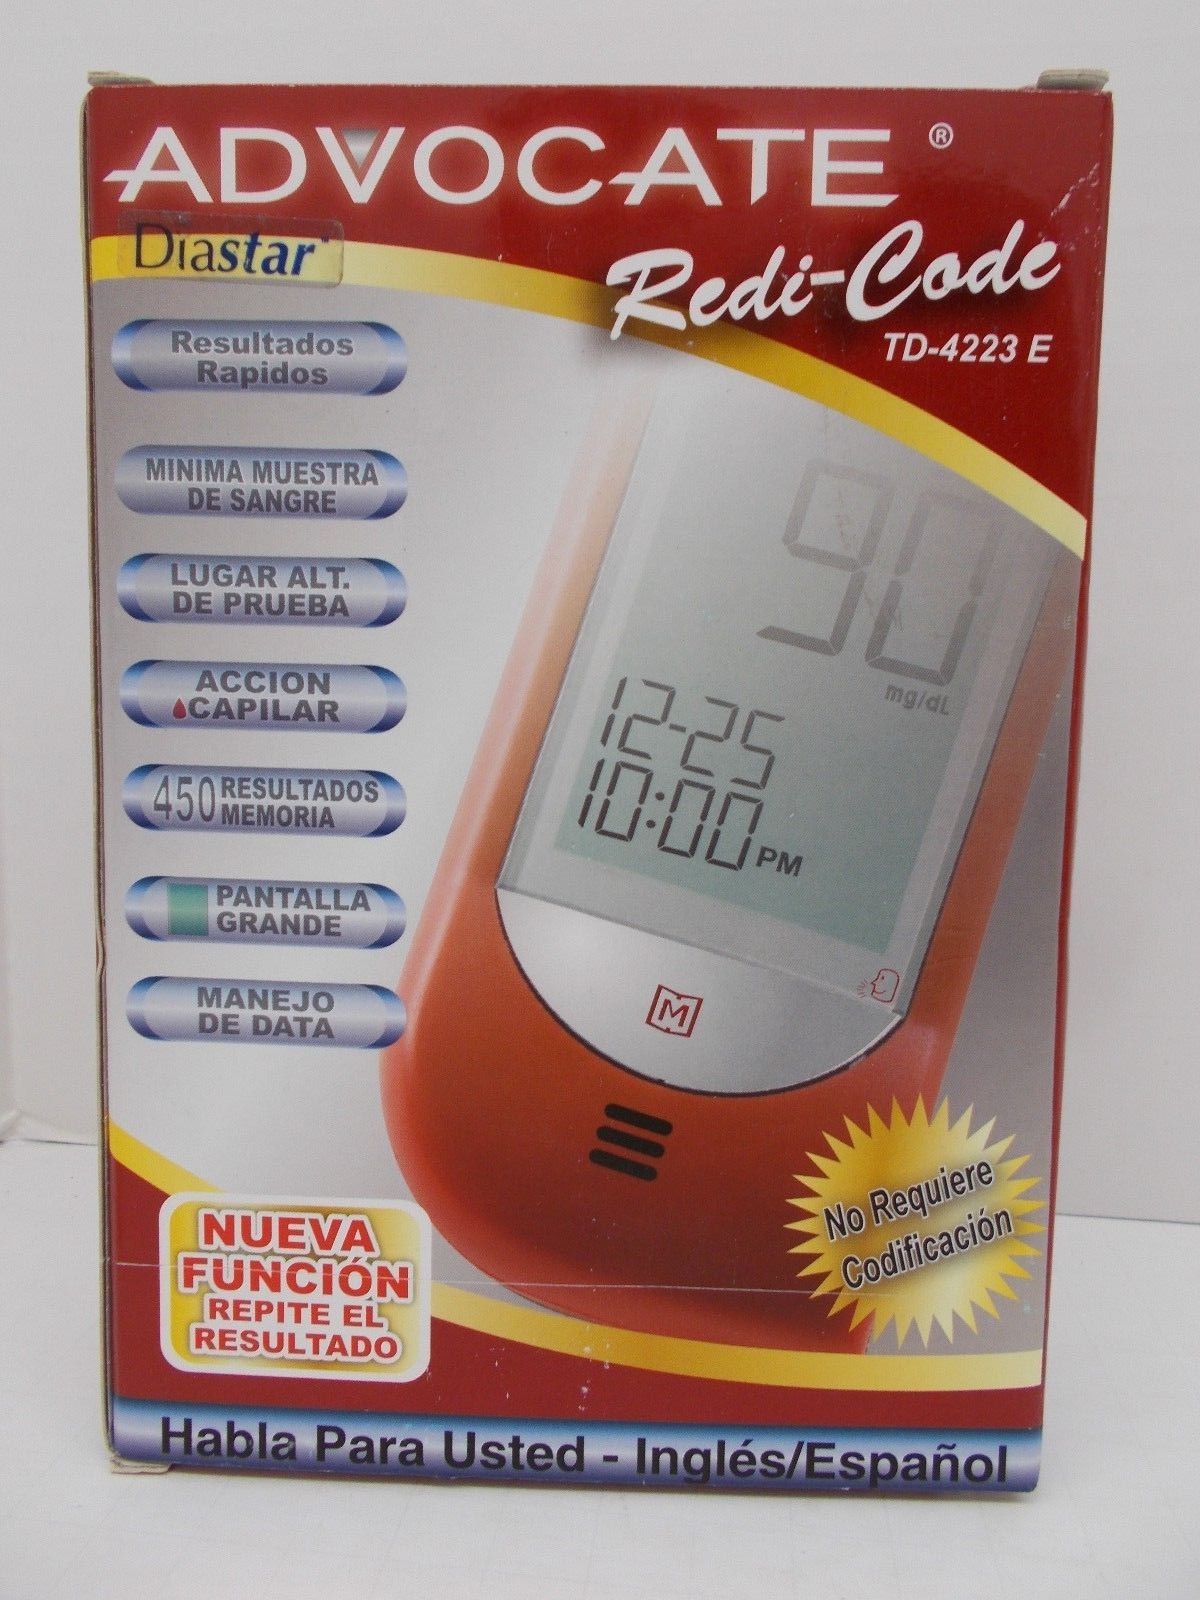 ADVOCATE ®
Diastar
Redi-Code
TD-4223 E
Resultados
Rapidos
MINIMA MUESTRA
DE SANGRE
LUGAR ALT.
DE PRUEBA
ACCION
CAPILAR
450 RESULTADOS
MEMORIA
PANTALLA
GRANDE
MANEJO
DE DATA
90
mg/dL
12-25
10:00 PM
M
No Requiere
Codificación
NUEVA
FUNCIÓN
REPITE EL
RESULTADO
Habla Para Usted - Inglés/Español